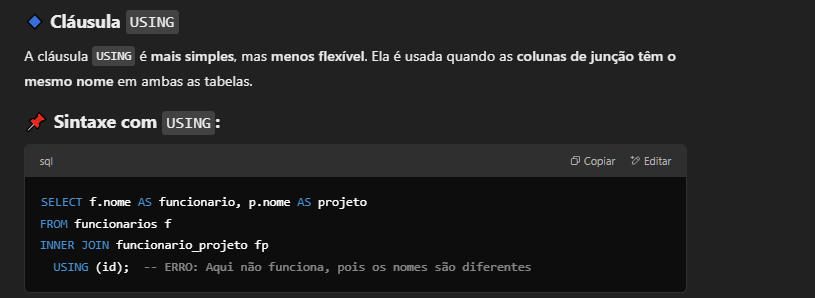 Cláusula USING
A cláusula USING é mais simples, mas menos flexível. Ela é usada quando as colunas de junção têm o
mesmo nome em ambas as tabelas.
Sintaxe com USING:
sql Copiar Editar
SELECT f.nome AS funcionario, p.nome AS projeto
FROM funcionarios f
INNER JOIN funcionario_projeto fp
USING (id); -- ERRO: Aqui não funciona, pois os nomes são diferentes